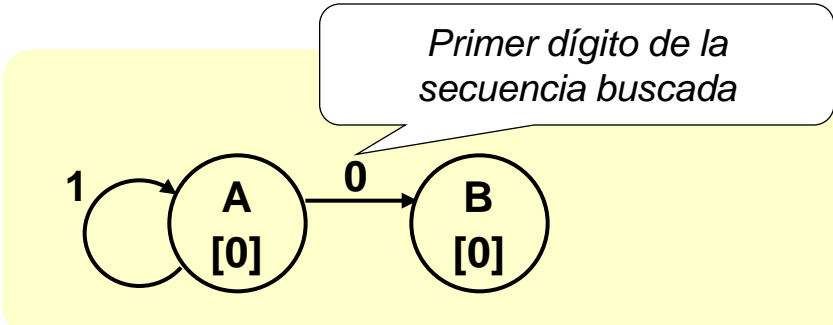 Primer dígito de la
secuencia buscada
1
0
A
[0]
B
[0]